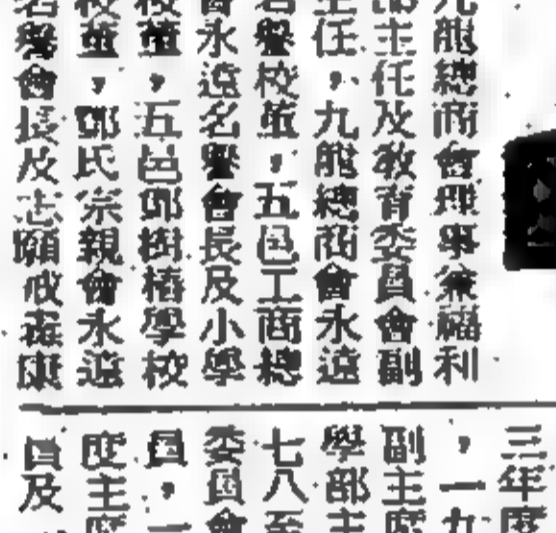 九龍總商會理事兼福利
部主任及教育委員會副
主任，九龍總商會永遠
名譽校董，五邑工商總
會永遠名譽會長及小學
校董，五邑鄧樹椿學校
校董，鄧氏宗親會永遠
名譽會長及志願戒毒康
三年度
，一九
副主席
學部主
七八至
委員會
員，一
度主席
員及